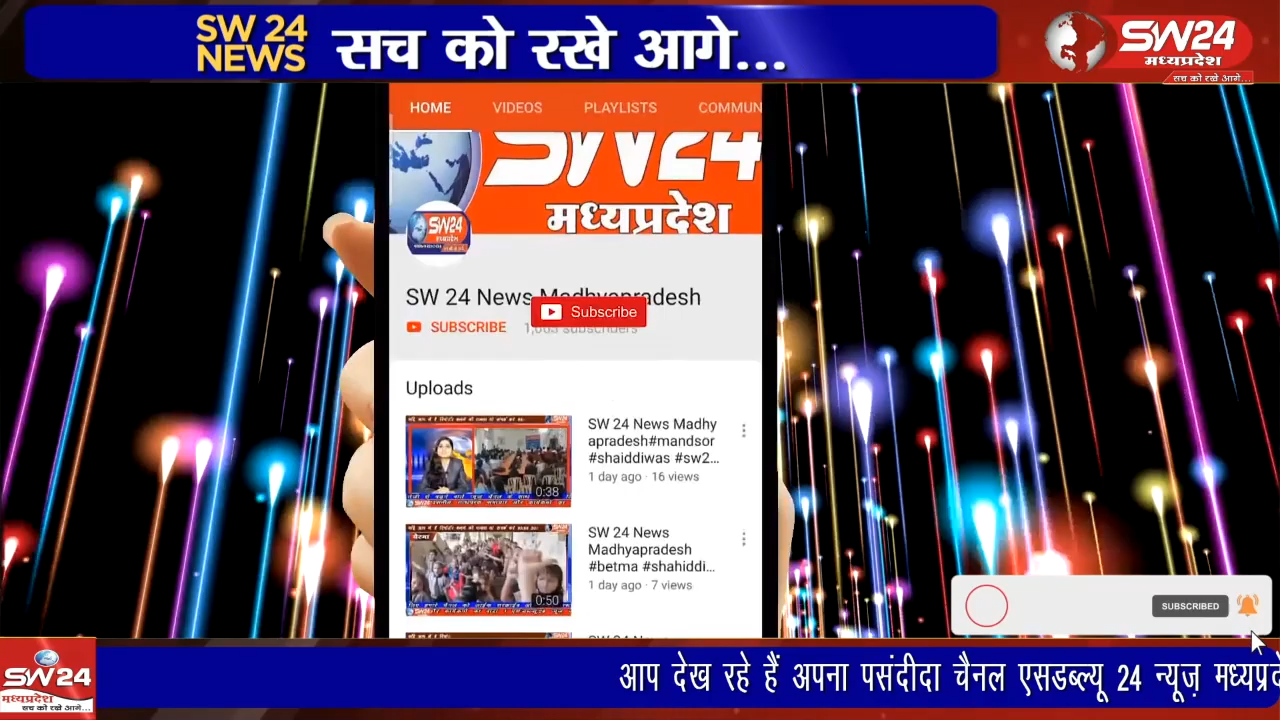 SW 24
NEWS
सच को रखे आगे...
SW24
मध्यप्रदेश
सच को रखे आगे...
HOME VIDEOS PLAYLISTS COMMUN
SW24
मध्यप्रदेश
SW24
SW 24 News Madhyapradesh
Subscribe
SUBSCRIBE
subscribers
Uploads
SW 24 News Madhy
apradesh#mandsor
#shaiddiwas #sw2...
1 day ago · 16 views
0:38
SW 24 News
Madhyapradesh
#betma #shahiddi...
1 day ago · 7 views
0:50
SUBSCRIBED
SW24
मध्यप्रदेश
सच को रखे आगे...
आप देख रहे हैं अपना पसंदीदा चैनल एसडब्ल्यू 24 न्यूज़ मध्यप्रदे